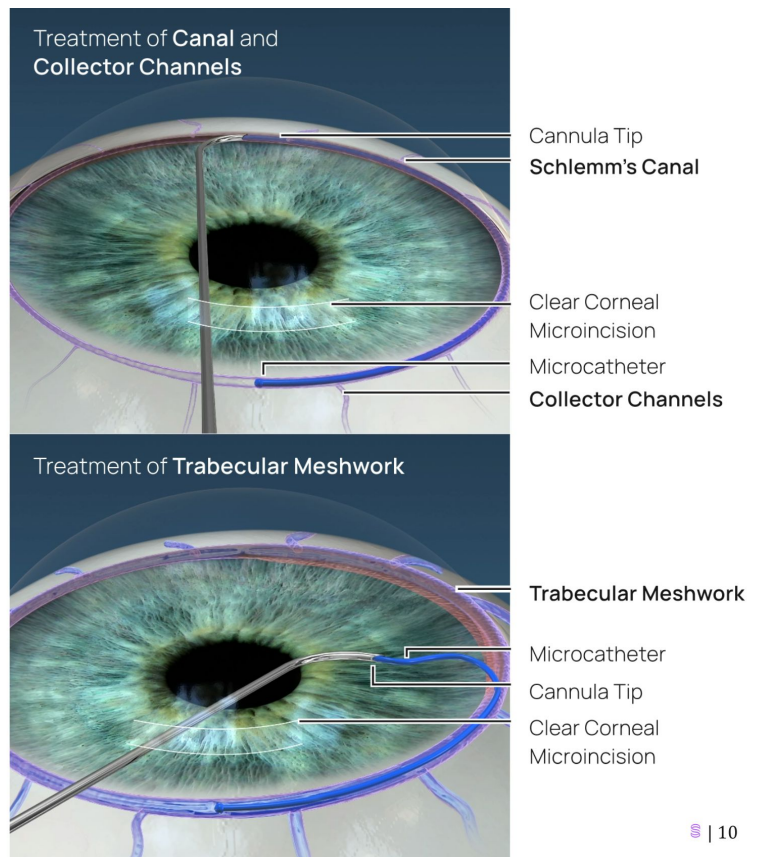 Treatment of Canal and
Collector Channels
Cannula Tip
Schlemm's Canal
Clear Corneal
Microincision
Microcatheter
Collector Channels
Treatment of Trabecular Meshwork
Trabecular Meshwork
Microcatheter
Cannula Tip
Clear Corneal
Microincision
| 10